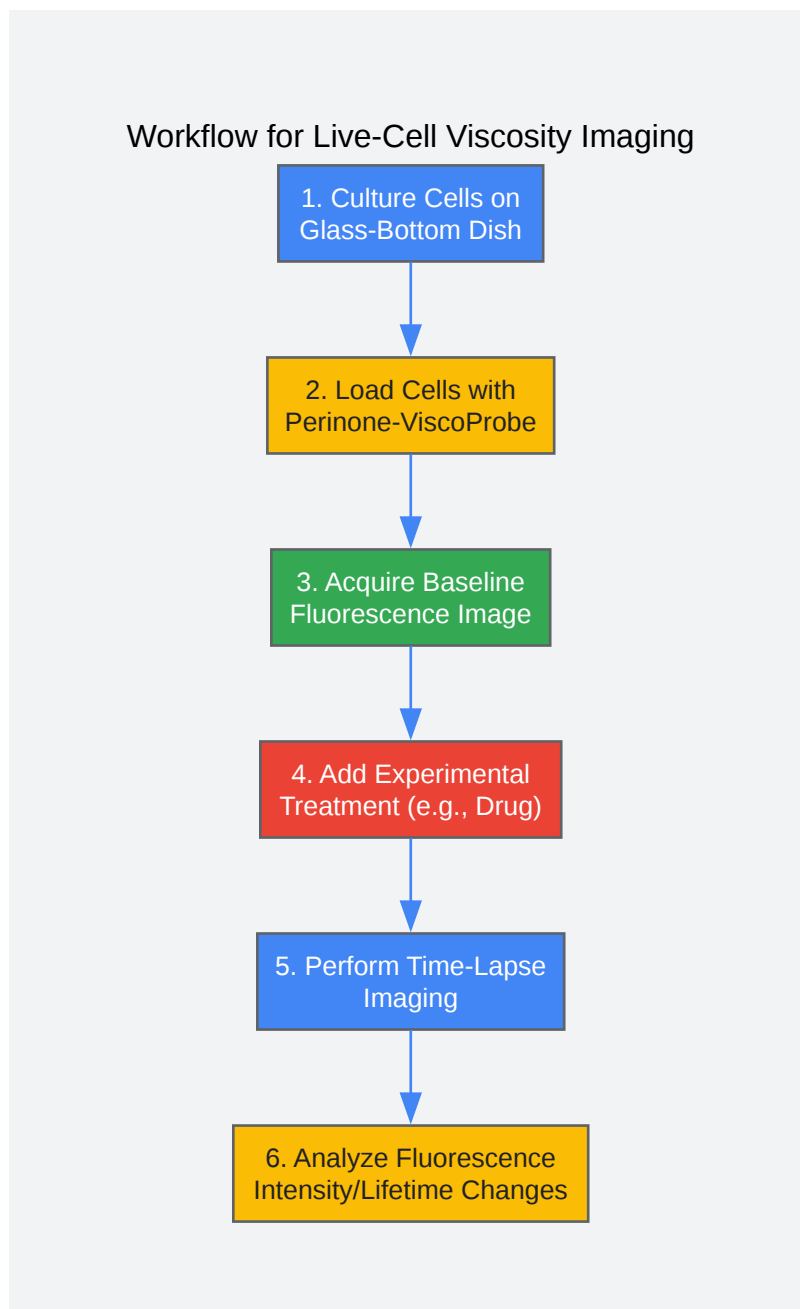 Workflow for Live-Cell Viscosity Imaging
1. Culture Cells on
Glass-Bottom Dish
2. Load Cells with
Perinone-ViscoProbe
3. Acquire Baseline
Fluorescence Image
4. Add Experimental
Treatment (e.g., Drug)
5. Perform Time-Lapse
Imaging
6. Analyze Fluorescence
Intensity/Lifetime Changes